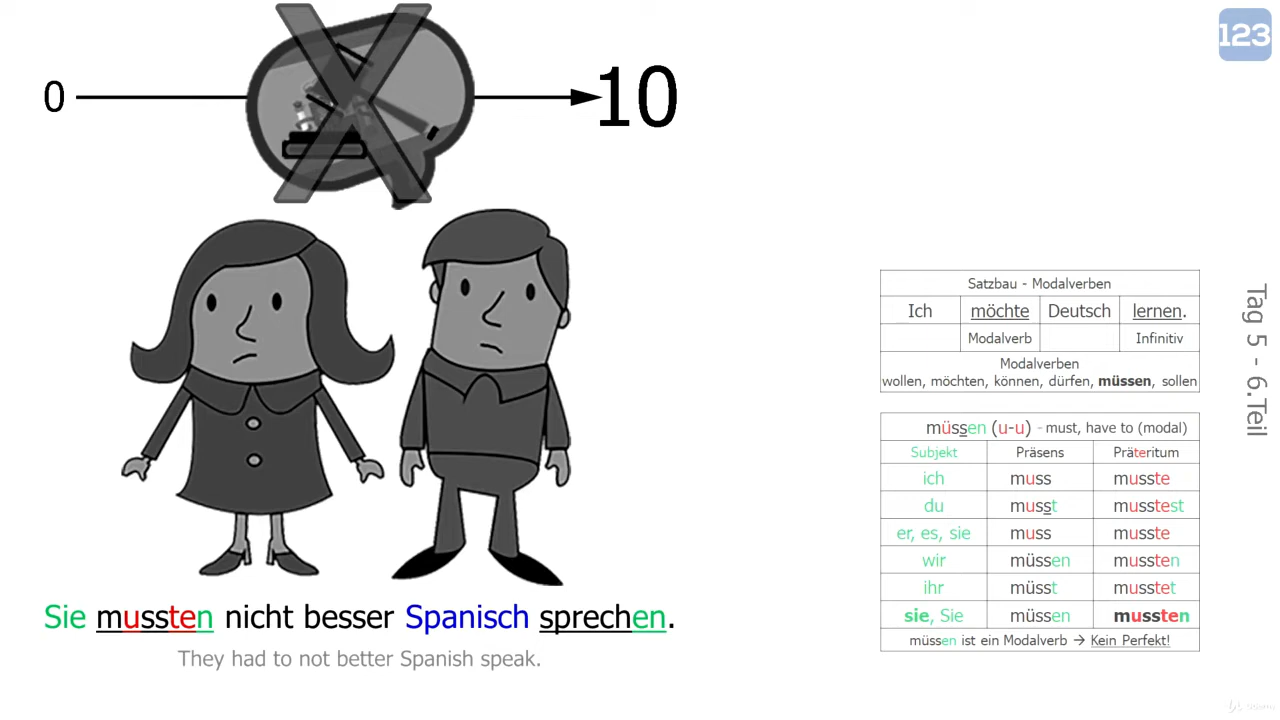 123
0
10
Sie mussten nicht besser Spanisch sprechen.
They had to not better Spanish speak.
Satzbau - Modalverben
Ich möchte Deutsch lernen.
Modalverb Infinitiv
Modalverben
wollen, möchten, können, dürfen, müssen, sollen
müssen (u-u) - must, have to (modal)
Subjekt Präsens Präteritum
ich muss musste
du musst musstest
er, es, sie muss musste
wir müssen mussten
ihr müsst musstet
sie, Sie müssen mussten
müssen ist ein Modalverb → Kein Perfekt!
Tag 5 - 6.Teil